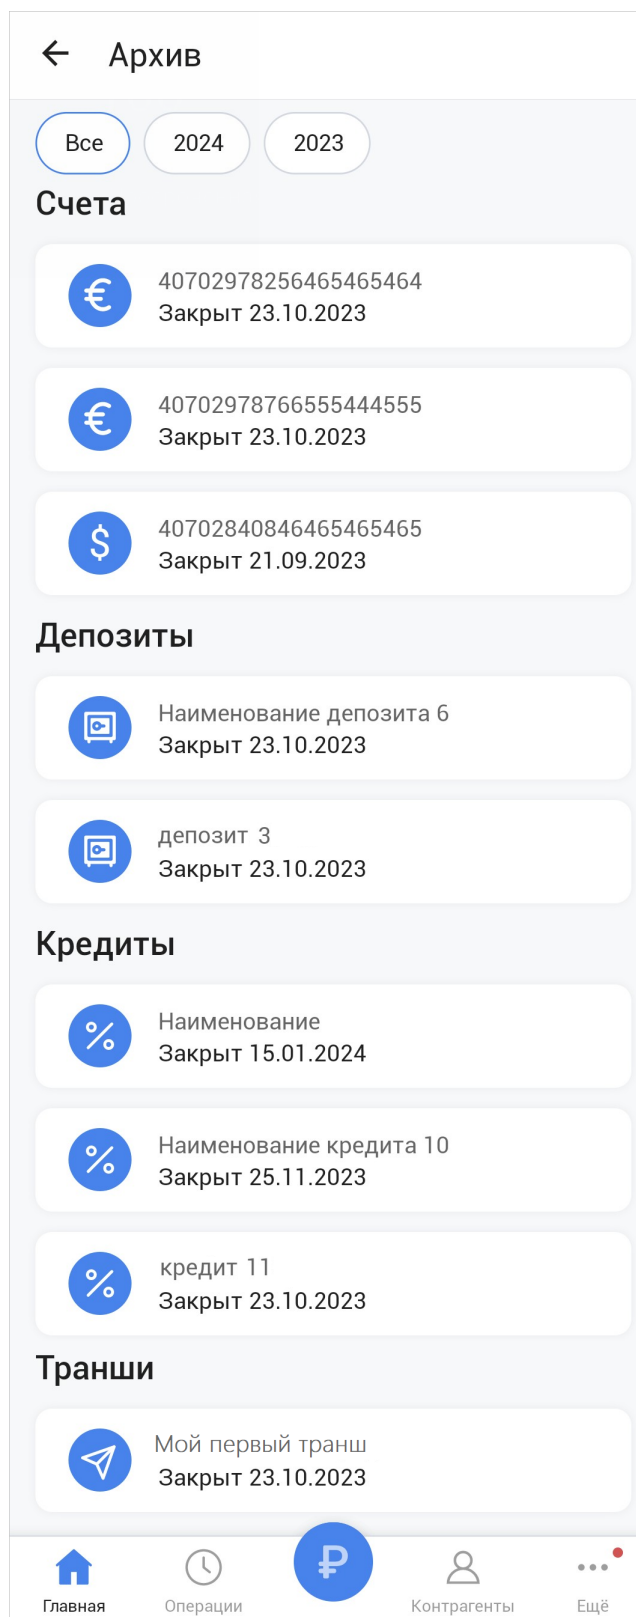 Архив
Все 2024 2023
Счета
40702978256465465464
Закрыт 23.10.2023
40702978766555444555
Закрыт 23.10.2023
40702840846465465465
Закрыт 21.09.2023
Депозиты
Наименование депозита 6
Закрыт 23.10.2023
депозит 3
Закрыт 23.10.2023
Кредиты
Наименование
Закрыт 15.01.2024
Наименование кредита 10
Закрыт 25.11.2023
кредит 11
Закрыт 23.10.2023
Транши
Мой первый транш
Закрыт 23.10.2023
Главная Операции Контрагенты Ещё